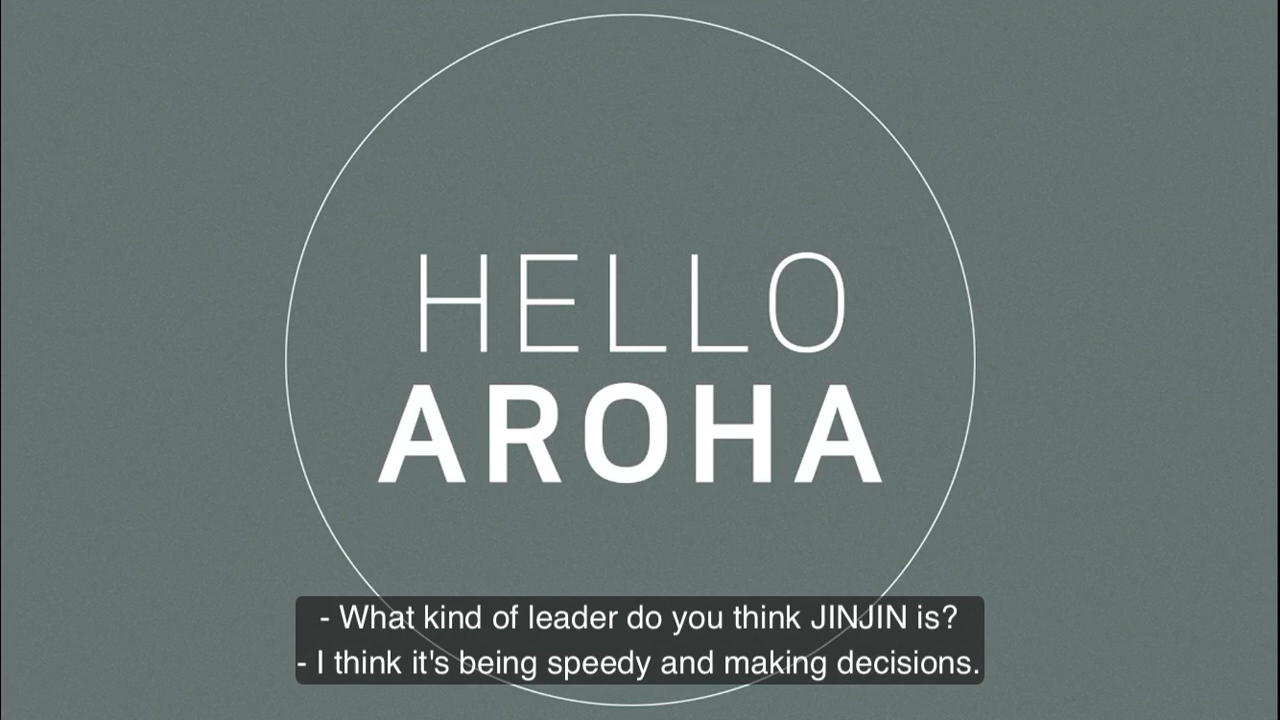 HELLO
AROHA
- What kind of leader do you think JINJIN is?
- I think it's being speedy and making decisions.